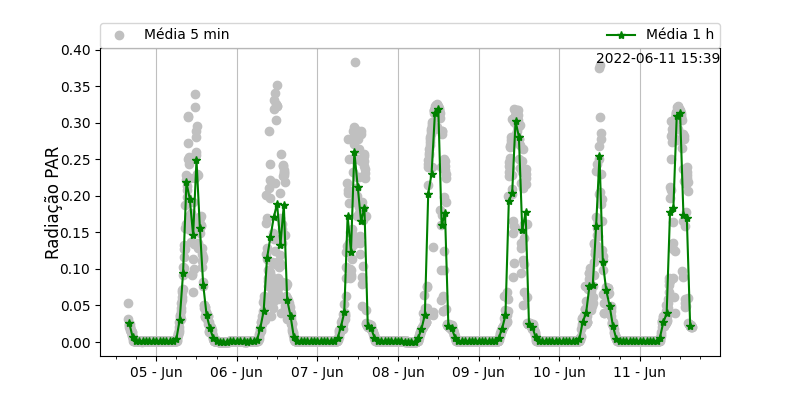 Média 5 min
Média 1 h
2022-06-11 15:39
Radiação PAR
0.40
0.35
0.30
0.25
0.20
0.15
0.10
0.05
0.00
05 - Jun
06 - Jun
07 - Jun
08 - Jun
09 - Jun
10 - Jun
11 - Jun